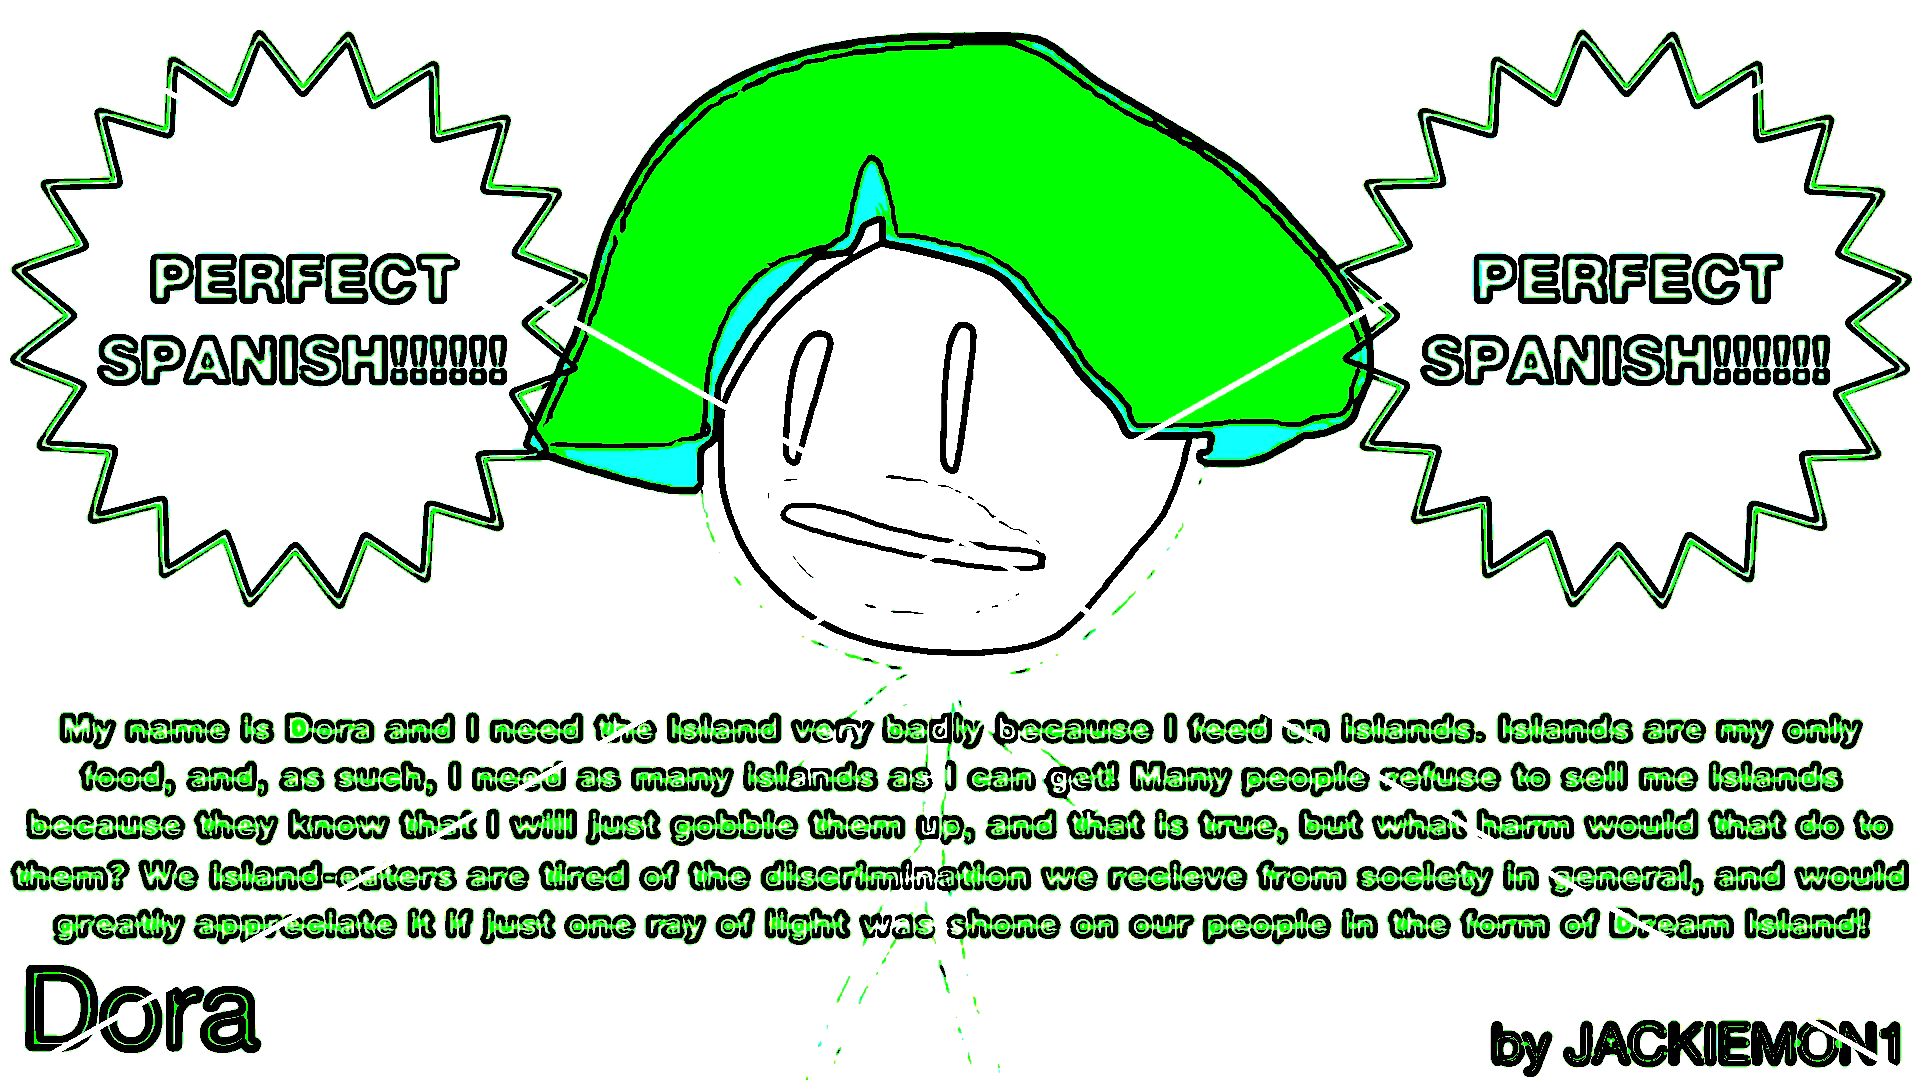 PERFECT
SPANISH!!!!!!
PERFECT
SPANISH!!!!!!
My name is Dora and I need the Island very badly because I feed on islands. Islands are my only
food, and, as such, I need as many islands as I can get! Many people refuse to sell me Islands
because they know that I will just gobble them up, and that is true, but what harm would that do to
them? We island-eaters are tired of the discrimination we recieve from society in general, and would
greatly appreciate it if just one ray of light was shone on our people in the form of Dream Island!
Dora
by JACKIEMON1